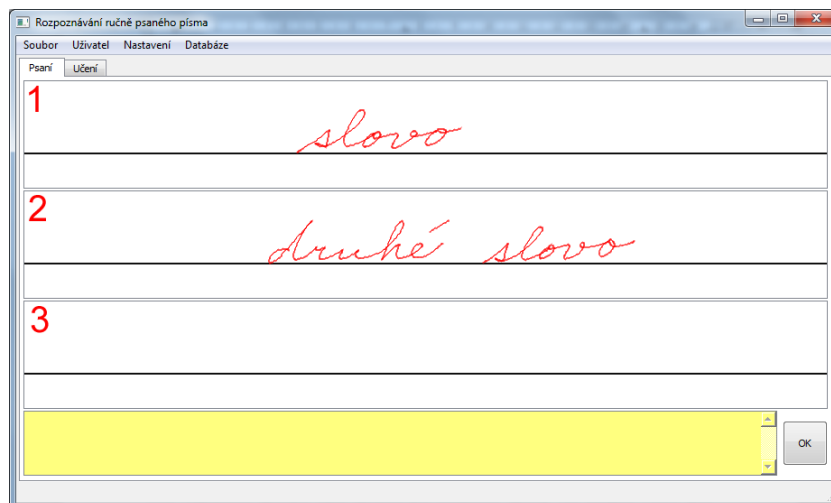 Rozpoznávání ručně psaného písma
Soubor Uživatel Nastavení Databáze
Psaní Učení
1
slovo
2
druhé slovo
3
OK